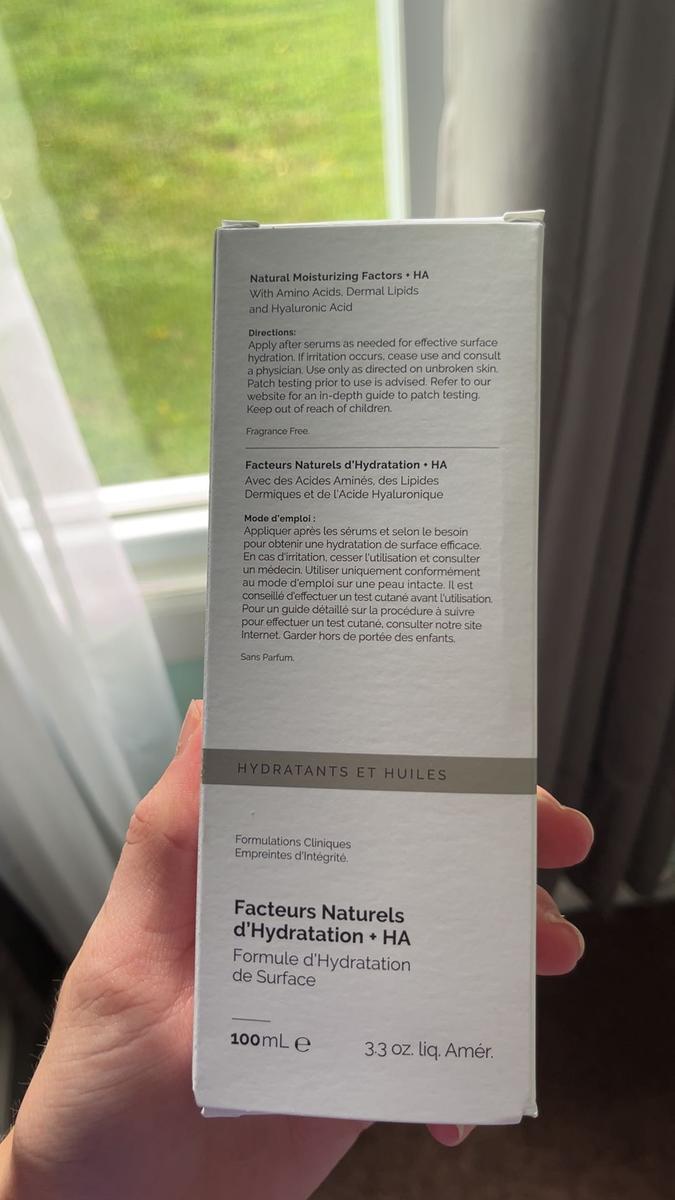 Natural Moisturizing Factors + HA
With Amino Acids, Dermal Lipids
and Hyaluronic Acid
Directions:
Apply after serums as needed for effective surface
hydration. If irritation occurs, cease use and consult
a physician. Use only as directed on unbroken skin.
Patch testing prior to use is advised. Refer to our
website for an in-depth guide to patch testing.
Keep out of reach of children.
Fragrance Free.
Facteurs Naturels d'Hydratation + HA
Avec des Acides Aminés, des Lipides
Dermiques et de l'Acide Hyaluronique
Mode d'emploi :
Appliquer après les sérums et selon le besoin
pour obtenir une hydratation de surface efficace.
En cas d'irritation, cesser l'utilisation et consulter
un médecin. Utiliser uniquement conformément
au mode d'emploi sur une peau intacte. Il est
conseillé d'effectuer un test cutané avant l'utilisation.
Pour un guide détaillé sur la procédure à suivre
pour effectuer un test cutané, consulter notre site
Internet. Garder hors de portée des enfants.
Sans Parfum.
HYDRATANTS ET HUILES
Formulations Cliniques
Empreintes d'Intégrité.
Facteurs Naturels
d'Hydratation + HA
Formule d'Hydratation
de Surface
100mL ℮ 3.3 oz. liq. Amér.